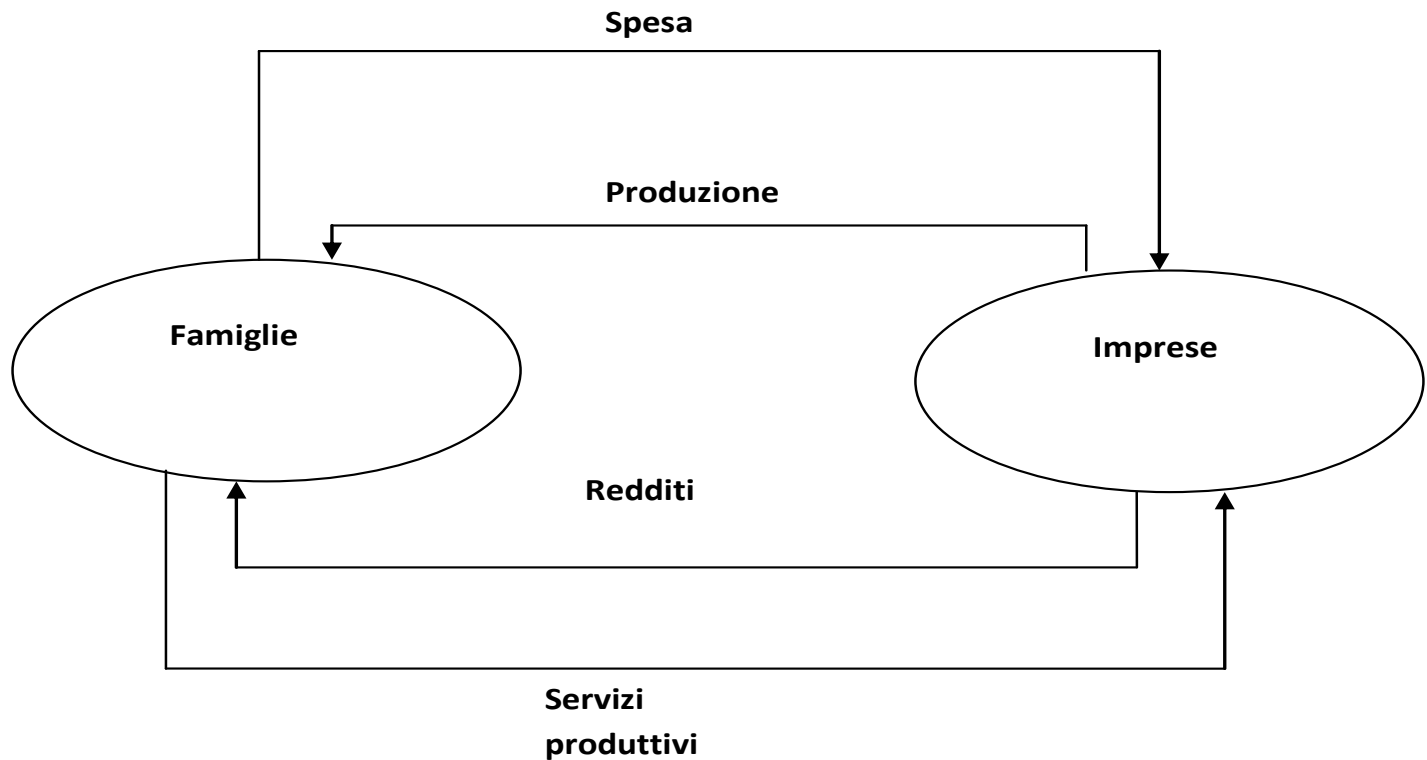 Spesa
Produzione
Famiglie
Imprese
Redditi
Servizi
produttivi